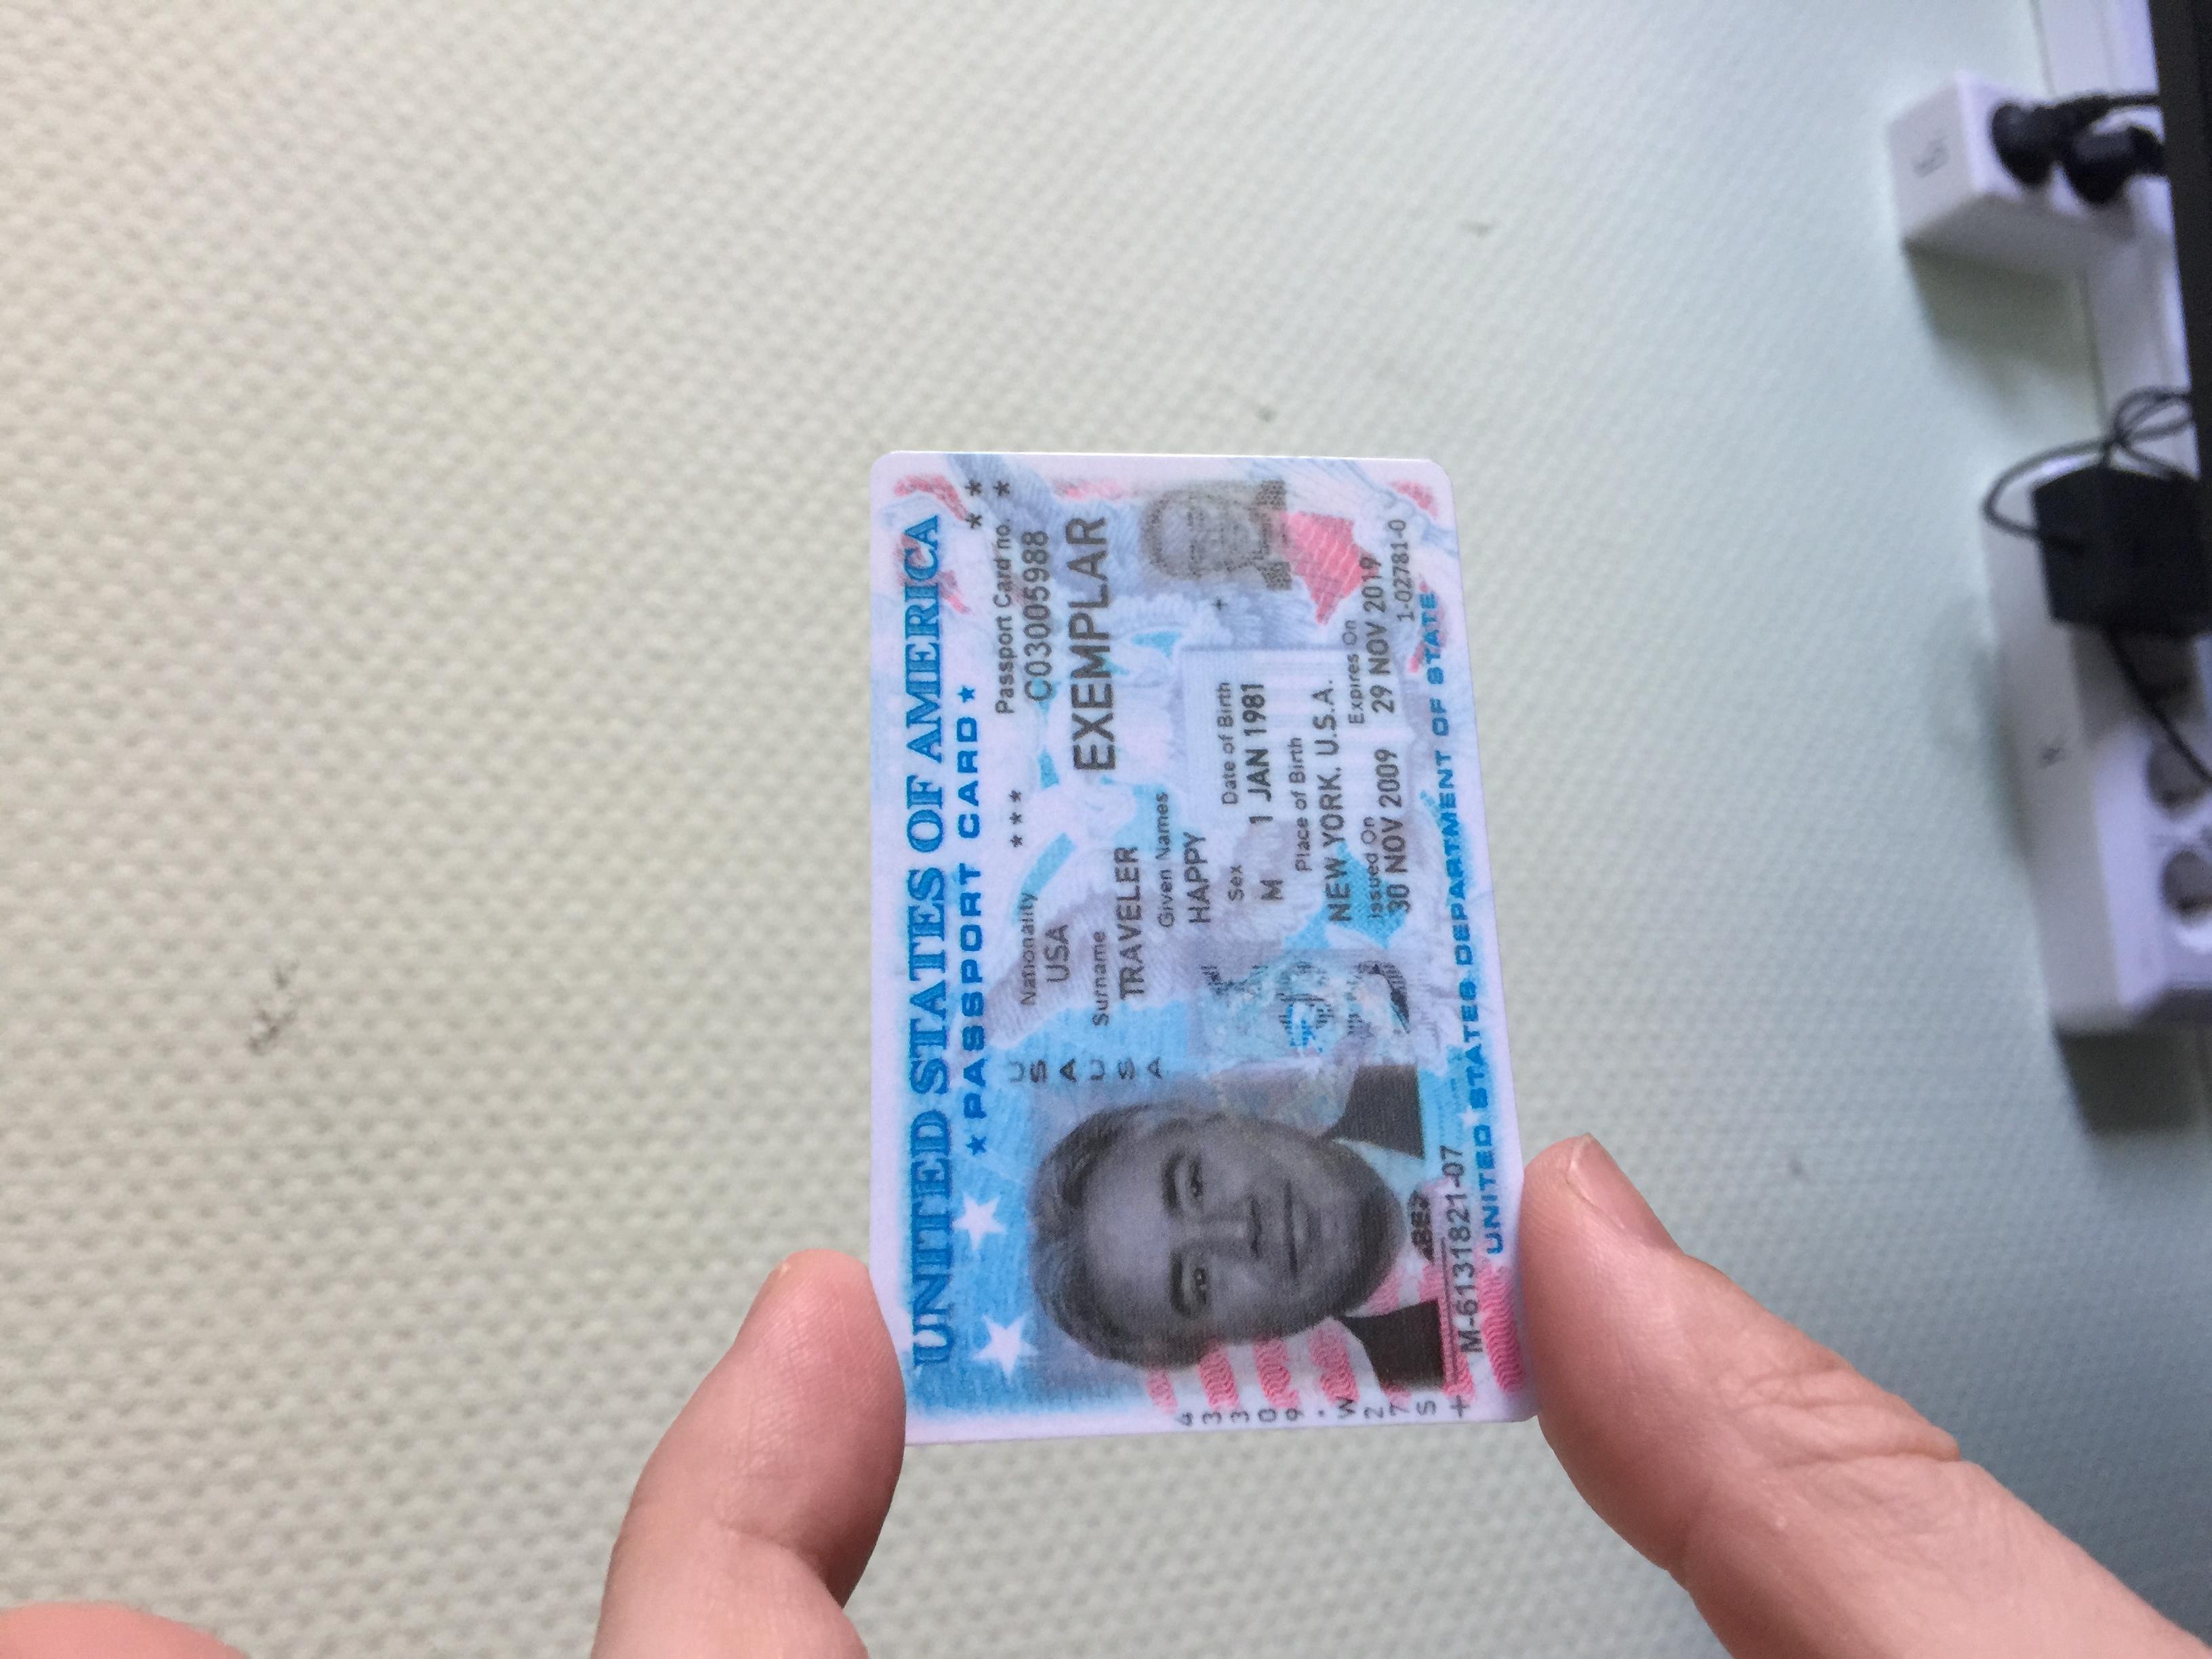 UNITED STATES OF AMERICA
★ PASSPORT CARD ★
* *
*
Passport Card no.
C03005988
EXEMPLAR
* * *
Nationality
USA
Surname
TRAVELER
Given Names
HAPPY
Sex Date of Birth
M 1 JAN 1981
Place of Birth
NEW YORK, U.S.A.
Issued On Expires On
30 NOV 2009 29 NOV 2019
1-02781-0
USAUSA
M-6131821-07
UNITED STATES DEPARTMENT OF STATE